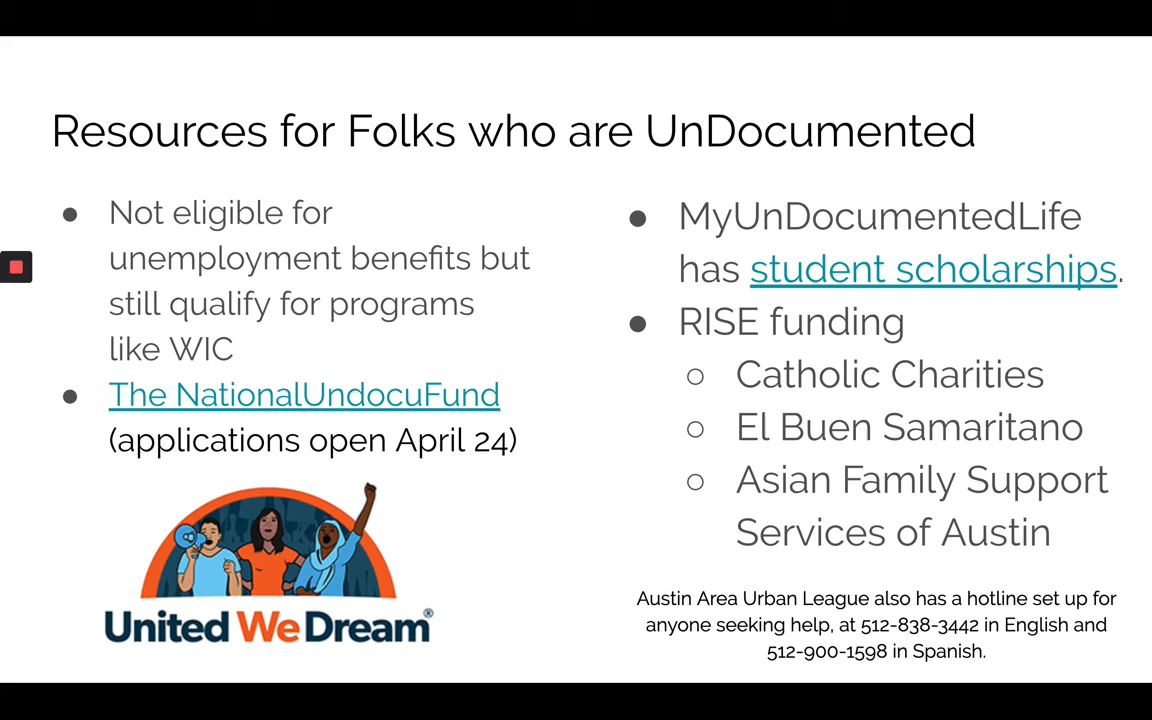 Resources for Folks who are UnDocumented
● Not eligible for
unemployment benefits but
still qualify for programs
like WIC
● The NationalUndocuFund
(applications open April 24)
United We Dream®
● MyUnDocumentedLife
has student scholarships.
● RISE funding
○ Catholic Charities
○ El Buen Samaritano
○ Asian Family Support
Services of Austin
Austin Area Urban League also has a hotline set up for
anyone seeking help, at 512-838-3442 in English and
512-900-1598 in Spanish.